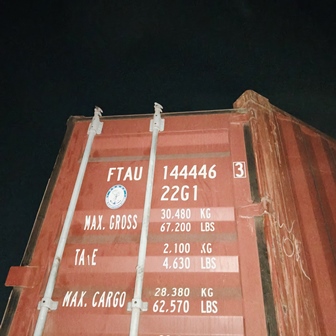 FTAU 144446 3
22G1
MAX. GROSS 30.480 KG
67.200 LBS
TARE 2.100 KG
4.630 LBS
MAX. CARGO 28.380 KG
62.570 LBS